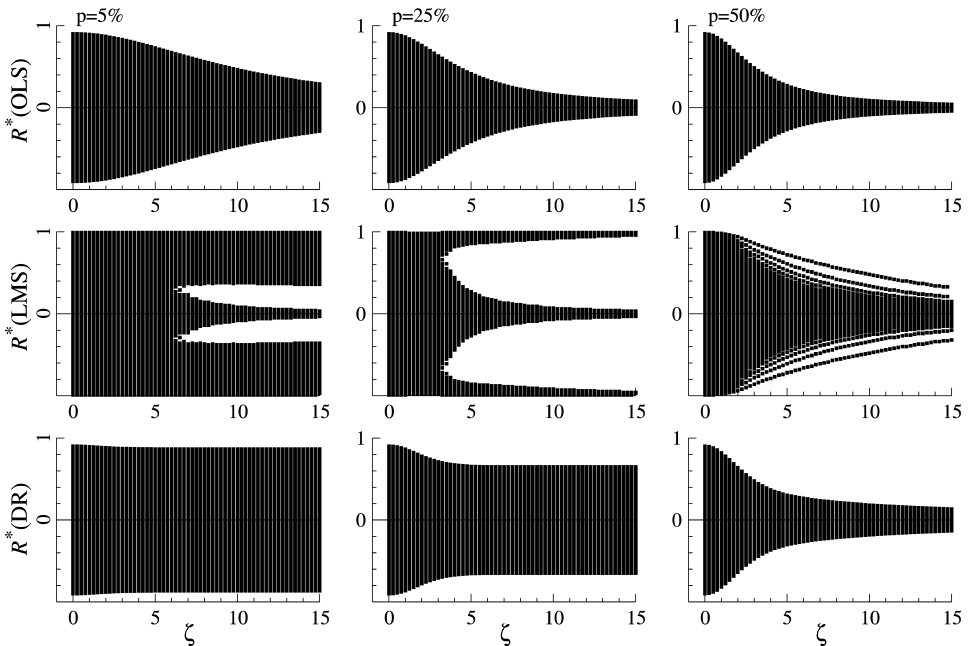 p=5% p=25% p=50%
1 1 1
R*(OLS) 0 0 0
0 5 10 15 0 5 10 15 0 5 10 15
1 1 1
R*(LMS) 0 0 0
0 5 10 15 0 5 10 15 0 5 10 15
1 1 1
R*(DR) 0 0 0
0 5 10 15 0 5 10 15 0 5 10 15
ζ ζ ζ